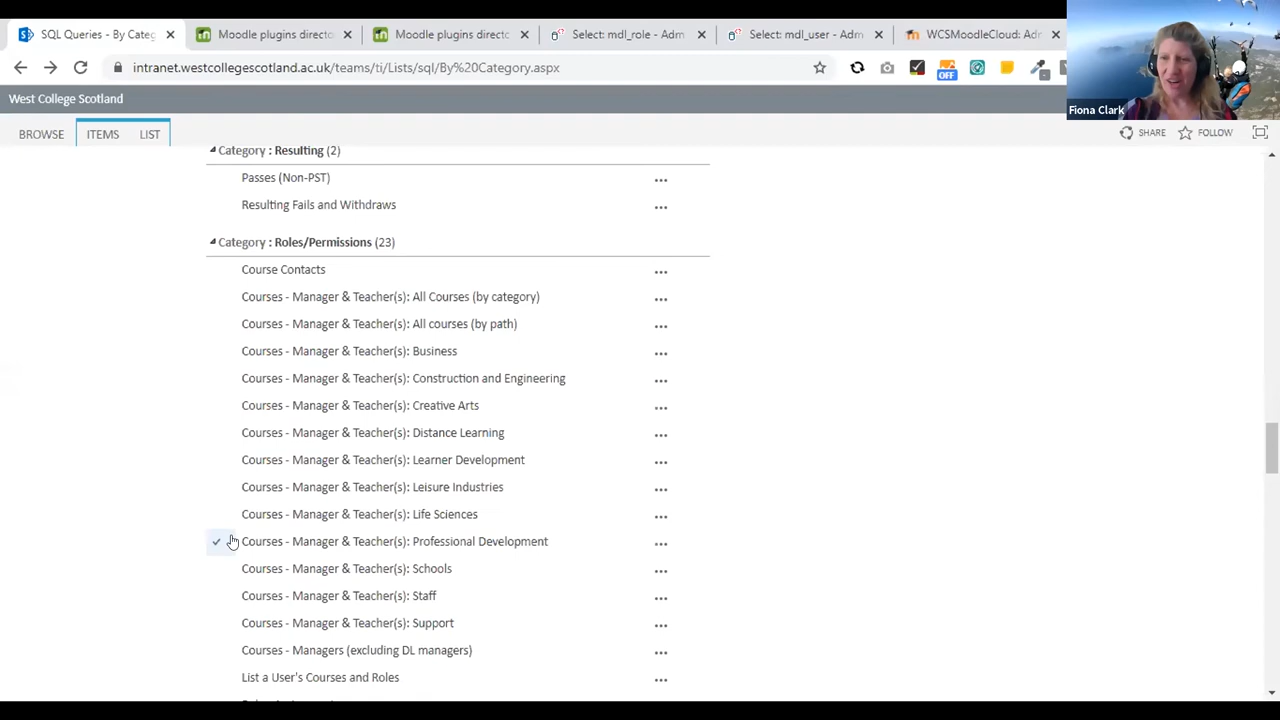 SQL Queries - By Categ
Moodle plugins directo
Moodle plugins directo
Select: mdl_role - Adm
Select: mdl_user - Adm
WCSMoodleCloud: Ad
intranet.westcollegescotland.ac.uk/teams/ti/Lists/sql/By%20Category.aspx
OFF
Fiona Clark
West College Scotland
BROWSE
ITEMS
LIST
SHARE
FOLLOW
Category : Resulting (2)
Passes (Non-PST)
Resulting Fails and Withdraws
Category : Roles/Permissions (23)
Course Contacts
Courses - Manager & Teacher(s): All Courses (by category)
Courses - Manager & Teacher(s): All courses (by path)
Courses - Manager & Teacher(s): Business
Courses - Manager & Teacher(s): Construction and Engineering
Courses - Manager & Teacher(s): Creative Arts
Courses - Manager & Teacher(s): Distance Learning
Courses - Manager & Teacher(s): Learner Development
Courses - Manager & Teacher(s): Leisure Industries
Courses - Manager & Teacher(s): Life Sciences
Courses - Manager & Teacher(s): Professional Development
Courses - Manager & Teacher(s): Schools
Courses - Manager & Teacher(s): Staff
Courses - Manager & Teacher(s): Support
Courses - Managers (excluding DL managers)
List a User's Courses and Roles